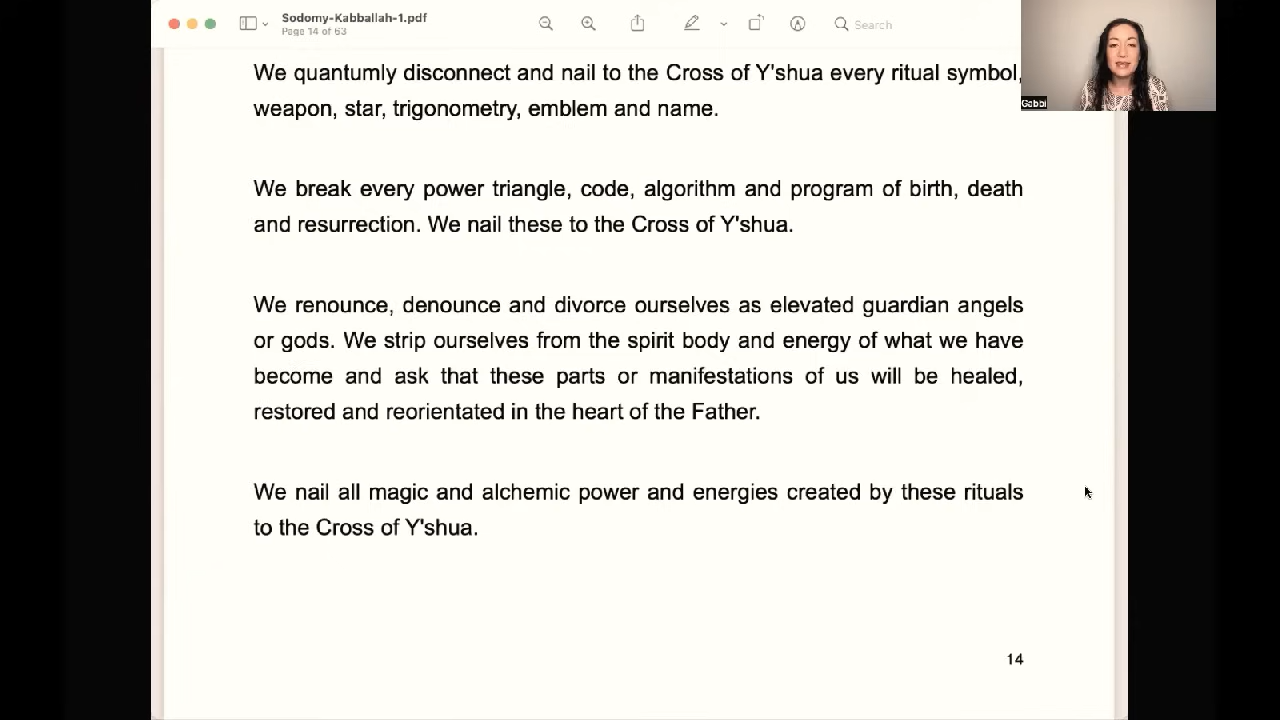 Sodomy-Kabballah-1.pdf
Page 14 of 63
Search
Gabbi
We quantumly disconnect and nail to the Cross of Y'shua every ritual symbol,
weapon, star, trigonometry, emblem and name.
We break every power triangle, code, algorithm and program of birth, death
and resurrection. We nail these to the Cross of Y'shua.
We renounce, denounce and divorce ourselves as elevated guardian angels
or gods. We strip ourselves from the spirit body and energy of what we have
become and ask that these parts or manifestations of us will be healed,
restored and reorientated in the heart of the Father.
We nail all magic and alchemic power and energies created by these rituals
to the Cross of Y'shua.
14